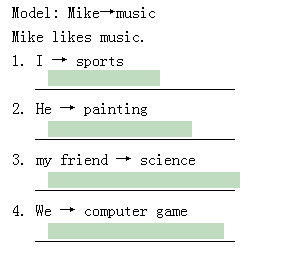 Model: Mike→music
Mike likes music.
1. I → sports
2. He → painting
3. my friend → science
4. We → computer game